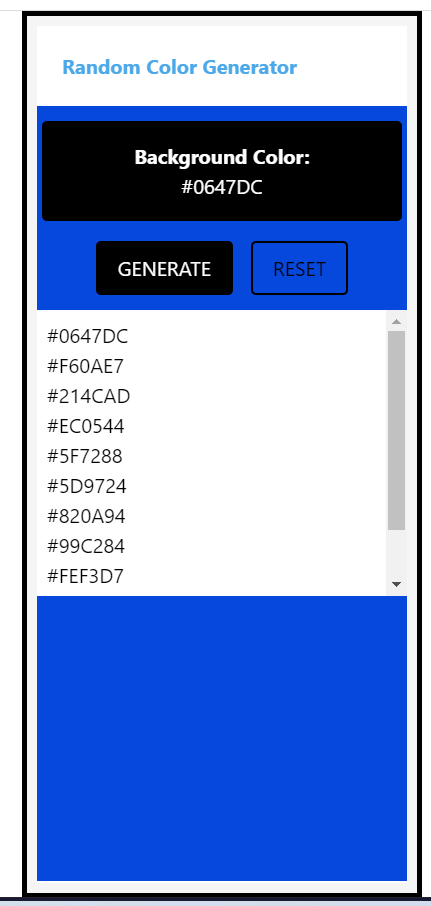 Random Color Generator
Background Color:
#0647DC
GENERATE RESET
#0647DC
#F60AE7
#214CAD
#EC0544
#5F7288
#5D9724
#820A94
#99C284
#FEF3D7